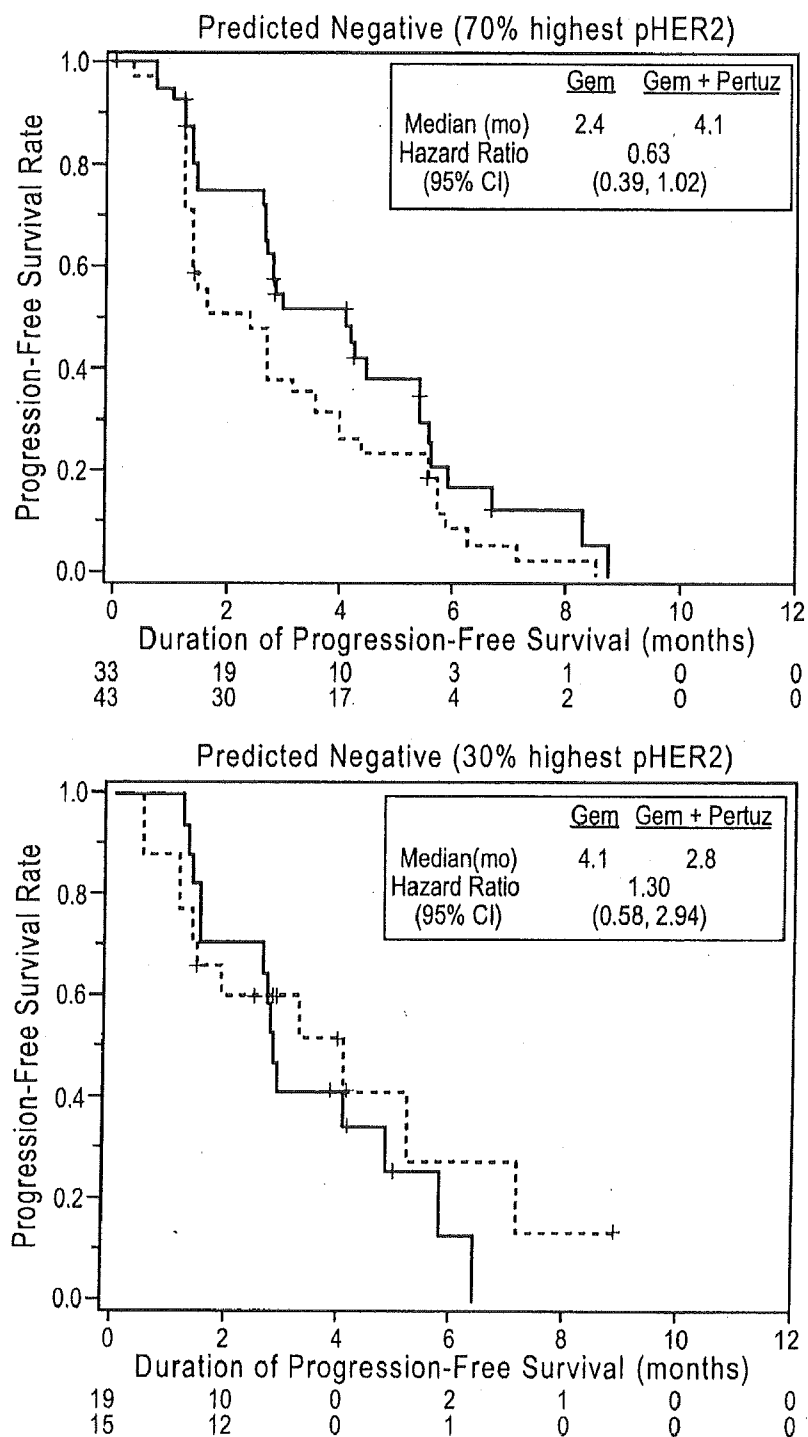 Predicted Negative (70% highest pHER2)
Gem Gem + Pertuz
Median (mo) 2.4 4.1
Hazard Ratio 0.63
(95% CI) (0.39, 1.02)
Progression-Free Survival Rate
1.0
0.8
0.6
0.4
0.2
0.0
0 2 4 6 8 10 12
Duration of Progression-Free Survival (months)
33 19 10 3 1 0 0
43 30 17 4 2 0 0
Predicted Negative (30% highest pHER2)
Gem Gem + Pertuz
Median(mo) 4.1 2.8
Hazard Ratio 1.30
(95% CI) (0.58, 2.94)
Progression-Free Survival Rate
1.0
0.8
0.6
0.4
0.2
0.0
0 2 4 6 8 10 12
Duration of Progression-Free Survival (months)
19 10 0 2 1 0 0
15 12 0 1 0 0 0